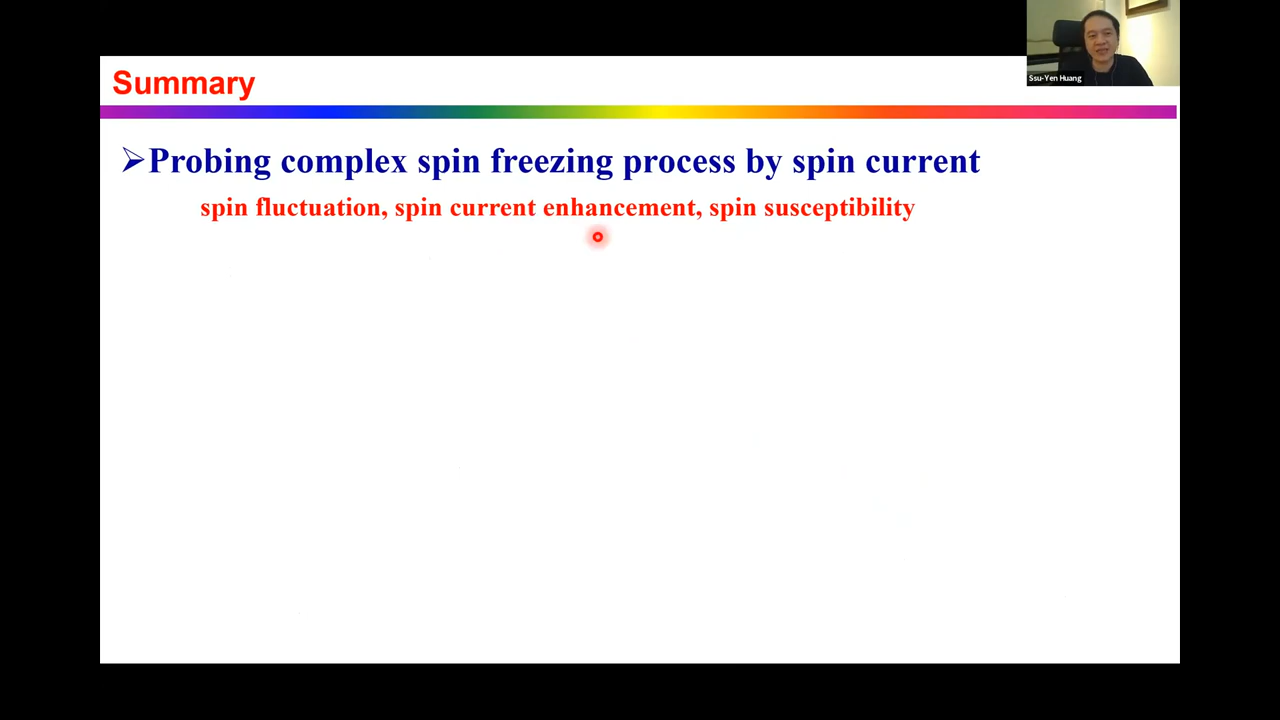 Summary
Ssu-Yen Huang
➢Probing complex spin freezing process by spin current
spin fluctuation, spin current enhancement, spin susceptibility